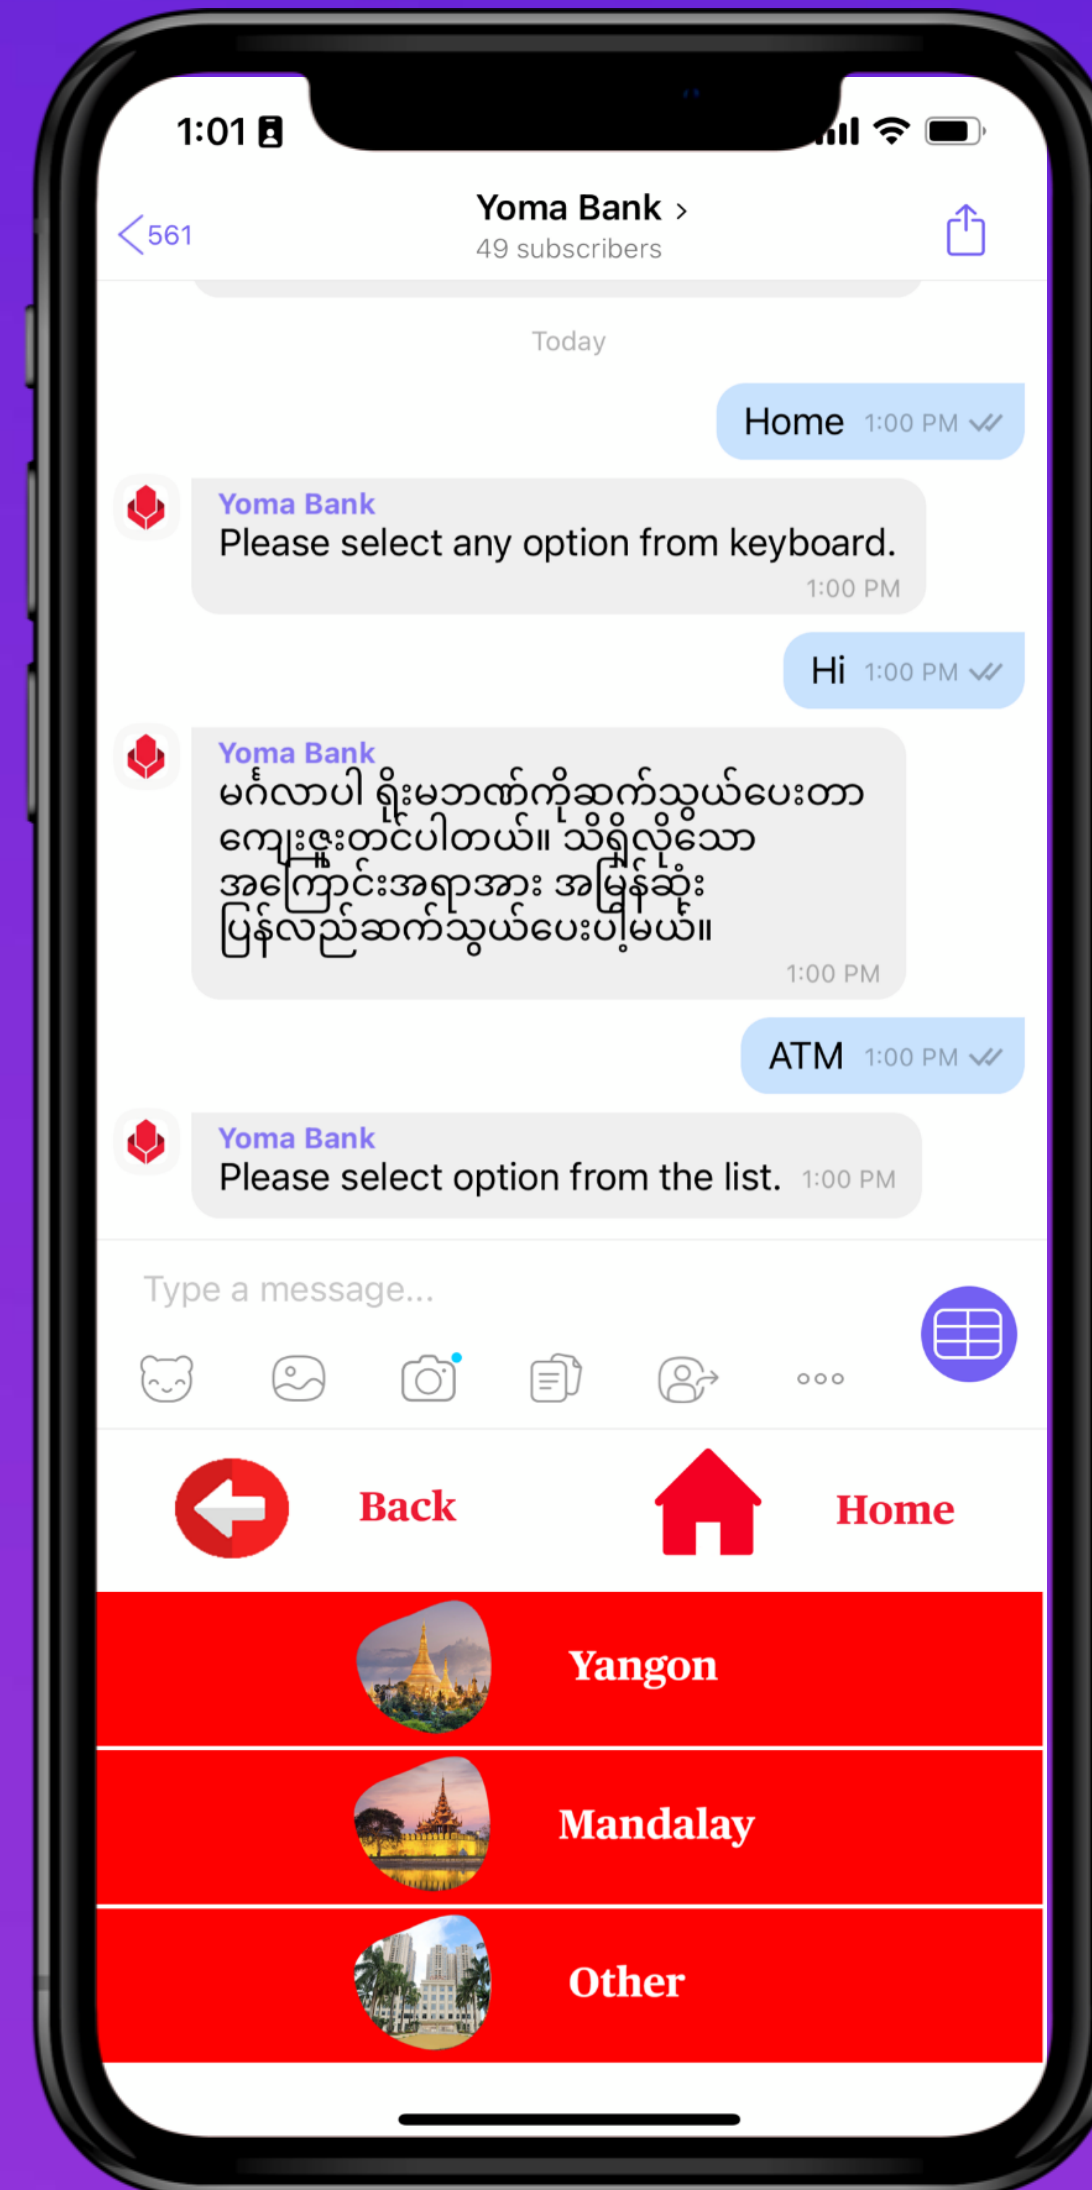 1:01
561
Yoma Bank
49 subscribers
Today
Home 1:00 PM
Yoma Bank
Please select any option from keyboard.
1:00 PM
Hi 1:00 PM
Yoma Bank
မင်္ဂလာပါ ရိုးမဘဏ်ကိုဆက်သွယ်ပေးတာ
ကျေးဇူးတင်ပါတယ်။ သိရှိလိုသော
အကြောင်းအရာအား အမြန်ဆုံး
ပြန်လည်ဆက်သွယ်ပေးပါ့မယ်။
1:00 PM
ATM 1:00 PM
Yoma Bank
Please select option from the list. 1:00 PM
Type a message...
Back
Home
Yangon
Mandalay
Other